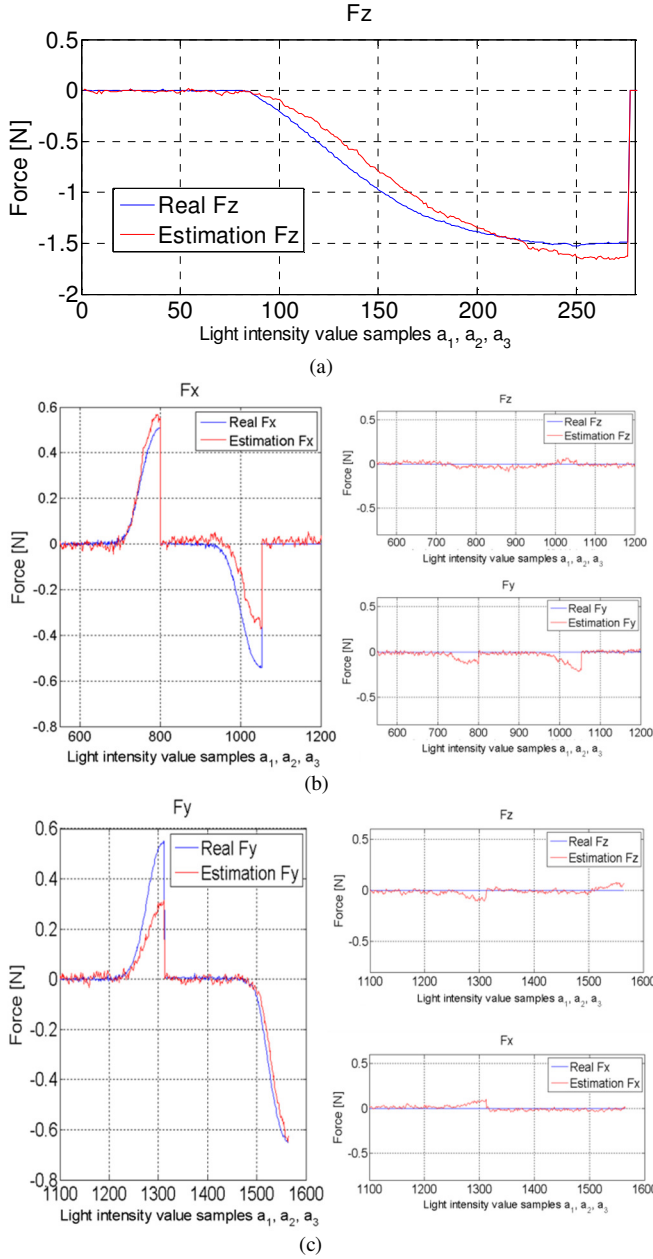 Fz
0.5
0
-0.5
-1
-1.5
-2
Force [N]
Real Fz
Estimation Fz
0 50 100 150 200 250
Light intensity value samples a₁, a₂, a₃
(a)
Fx
0.6
0.4
0.2
0
-0.2
-0.4
-0.6
-0.8
Force [N]
Real Fx
Estimation Fx
600 800 1000 1200
Light intensity value samples a₁, a₂, a₃
Fz
0.5
0
-0.5
Force [N]
Real Fz
Estimation Fz
600 700 800 900 1000 1100 1200
Light intensity value samples a₁, a₂, a₃
Fy
0.5
0
-0.5
Force [N]
Real Fy
Estimation Fy
600 700 800 900 1000 1100 1200
Light intensity value samples a₁, a₂, a₃
(b)
Fy
0.6
0.4
0.2
0
-0.2
-0.4
-0.6
-0.8
Force [N]
Real Fy
Estimation Fy
1100 1200 1300 1400 1500 1600
Light intensity value samples a₁, a₂, a₃
Fz
0.5
0
-0.5
Force [N]
Real Fz
Estimation Fz
1100 1200 1300 1400 1500 1600
Light intensity value samples a₁, a₂, a₃
Fx
0.5
0
-0.5
Force [N]
Real Fx
Estimation Fx
1100 1200 1300 1400 1500 1600
Light intensity value samples a₁, a₂, a₃
(c)